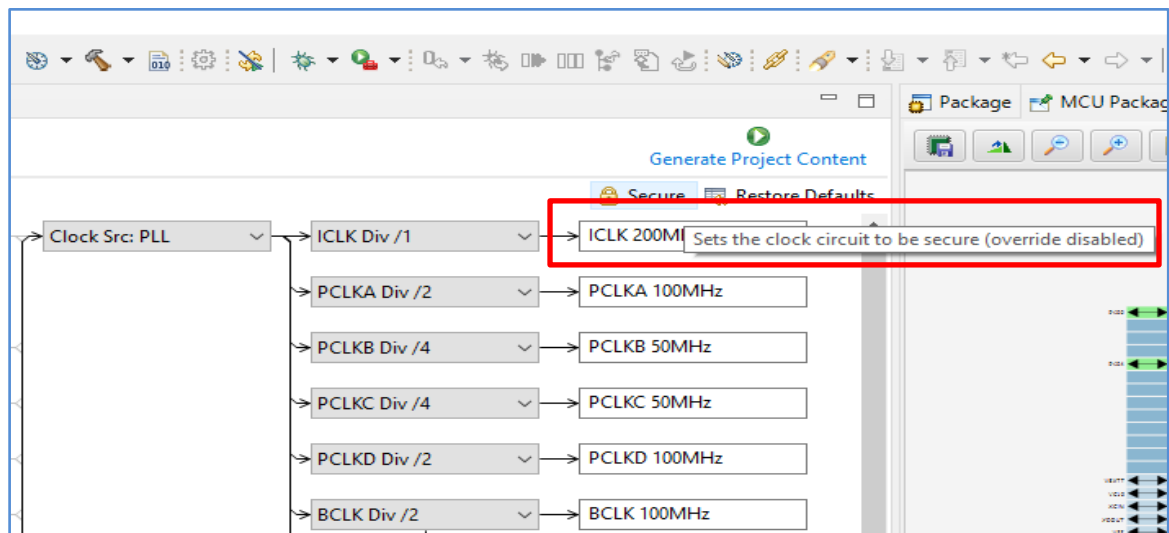 Package MCU Packag
Generate Project Content
Secure Restore Defaults
Clock Src: PLL ICLK Div /1 ICLK 200M Sets the clock circuit to be secure (override disabled)
PCLKA Div /2 PCLKA 100MHz
PCLKB Div /4 PCLKB 50MHz
PCLKC Div /4 PCLKC 50MHz
PCLKD Div /2 PCLKD 100MHz
BCLK Div /2 BCLK 100MHz